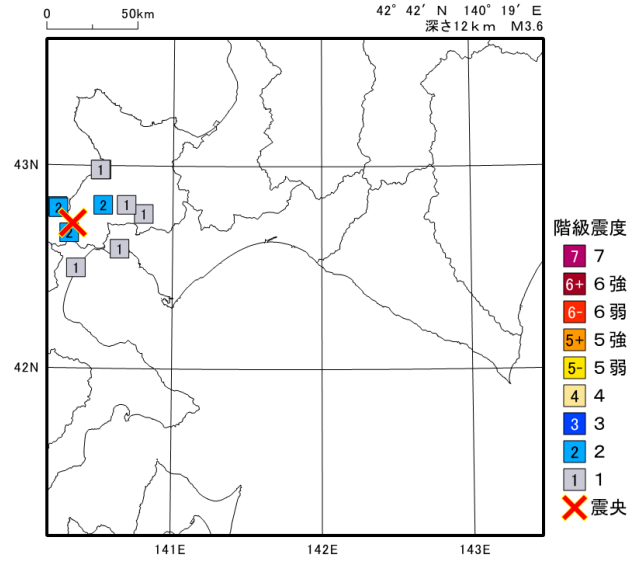 0 50km
42° 42′ N 140° 19′ E
深さ12km M3.6
43N
1
2 2 1
1
2
1
1
42N
141E 142E 143E
階級震度
7 7
6+ 6強
6- 6弱
5+ 5強
5- 5弱
4 4
3 3
2 2
1 1
震央